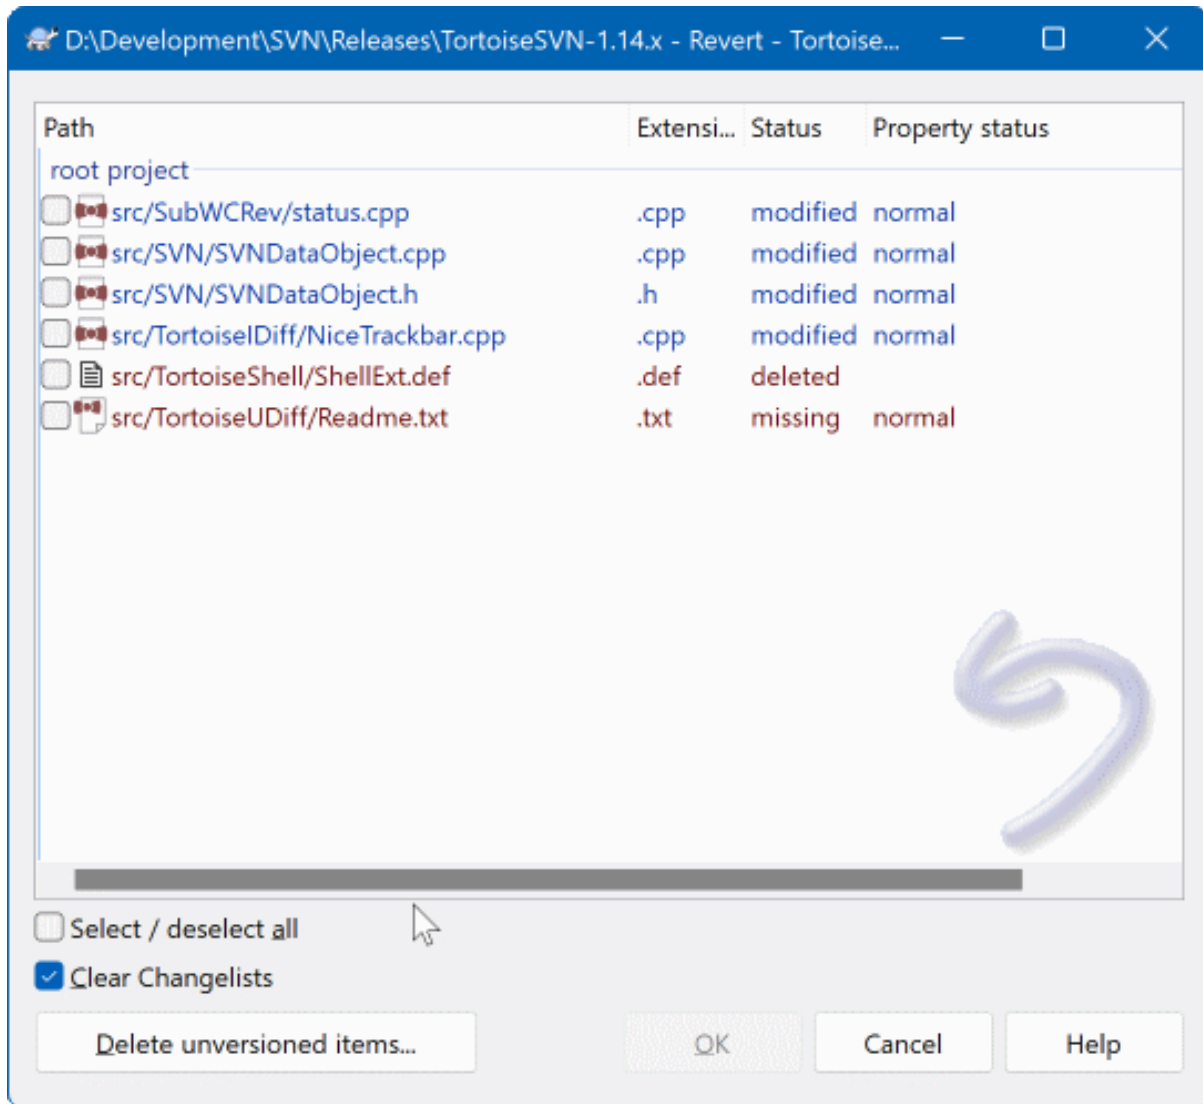 D:\Development\SVN\Releases\TortoiseSVN-1.14.x - Revert - Tortoise...
Path Extensi... Status Property status
root project
src/SubWCRev/status.cpp .cpp modified normal
src/SVN/SVNDataObject.cpp .cpp modified normal
src/SVN/SVNDataObject.h .h modified normal
src/TortoiseIDiff/NiceTrackbar.cpp .cpp modified normal
src/TortoiseShell/ShellExt.def .def deleted
src/TortoiseUDiff/Readme.txt .txt missing normal
Select / deselect all
Clear Changelists
Delete unversioned items... OK Cancel Help